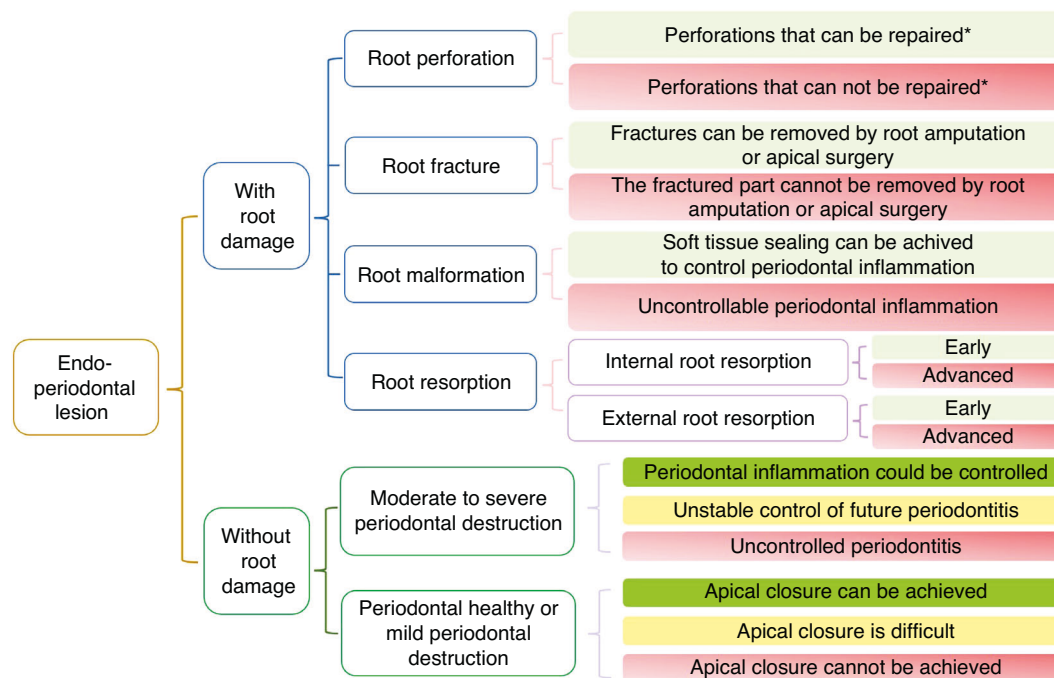 Endo-
periodontal
lesion
With
root
damage
Root perforation
Perforations that can be repaired*
Perforations that can not be repaired*
Root fracture
Fractures can be removed by root amputation
or apical surgery
The fractured part cannot be removed by root
amputation or apical surgery
Root malformation
Soft tissue sealing can be achived
to control periodontal inflammation
Uncontrollable periodontal inflammation
Root resorption
Internal root resorption
Early
Advanced
External root resorption
Early
Advanced
Without
root
damage
Moderate to severe
periodontal destruction
Periodontal inflammation could be controlled
Unstable control of future periodontitis
Uncontrolled periodontitis
Periodontal healthy or
mild periodontal
destruction
Apical closure can be achieved
Apical closure is difficult
Apical closure cannot be achieved